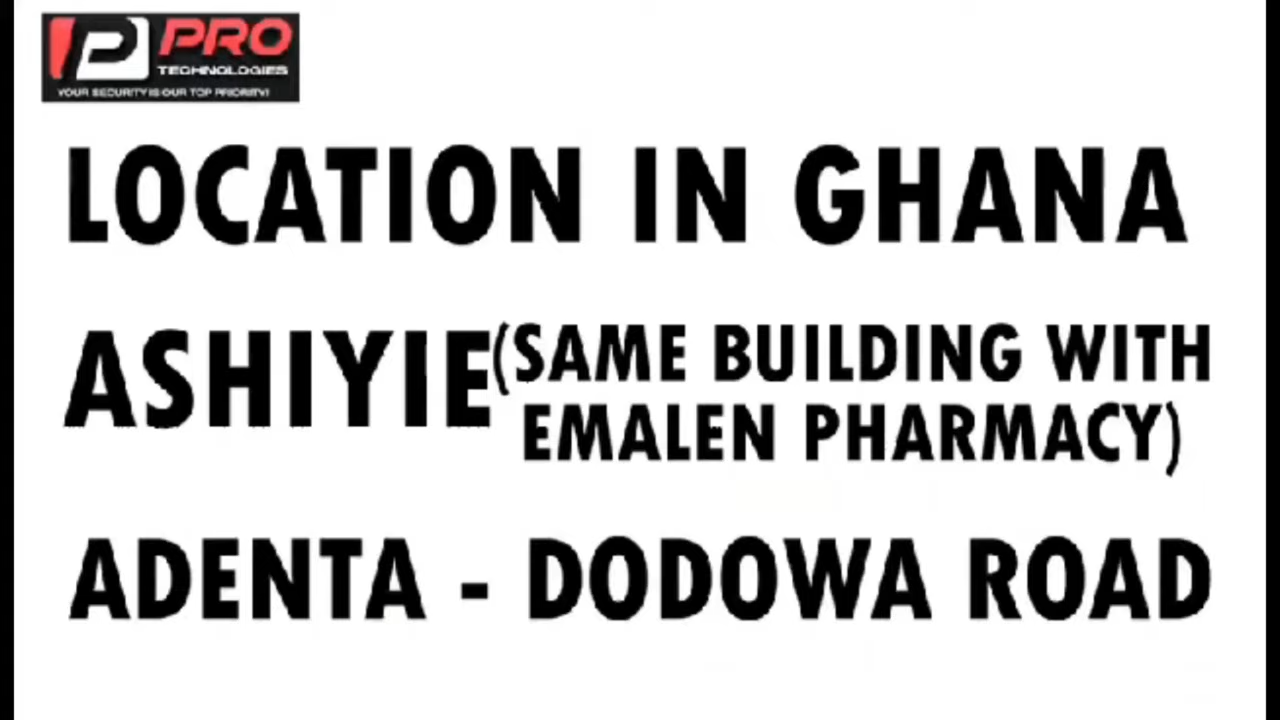 PRO
TECHNOLOGIES
YOUR SECURITY IS OUR TOP PRIORITY!
LOCATION IN GHANA
ASHIYIE (SAME BUILDING WITH
EMALEN PHARMACY)
ADENTA - DODOWA ROAD